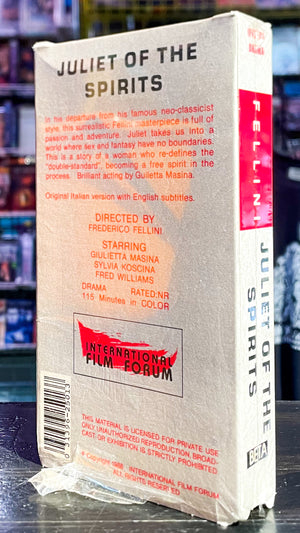 JULIET OF THE
SPIRITS
In his departure from his famous neo-classicist
style, this surrealistic Fellini masterpiece is full of
passion and adventure. Juliet takes us into a
world where sex and fantasy have no boundaries.
This is a story of a woman who re-defines the
"double-standard", becoming a free spirit in the
process. Brilliant acting by Guiletta Masina.
Original Italian version with English subtitles.
DIRECTED BY
FREDERICO FELLINI
STARRING
GIULIETTA MASINA
SYLVIA KOSCINA
FRED WILLIAMS
DRAMA RATED:NR
115 Minutes in COLOR
INTERNATIONAL
FILM FORUM
THIS MATERIAL IS LICENSED FOR PRIVATE USE
ONLY UNAUTHORIZED REPRODUCTION, BROAD-
CAST OR EXHIBITION IS STRICTLY PROHIBITED.
© Copyright 1988 INTERNATIONAL FILM FORUM
ALL RIGHTS RESERVED
FELLINI
JULIET OF THE
SPIRITS
BETA